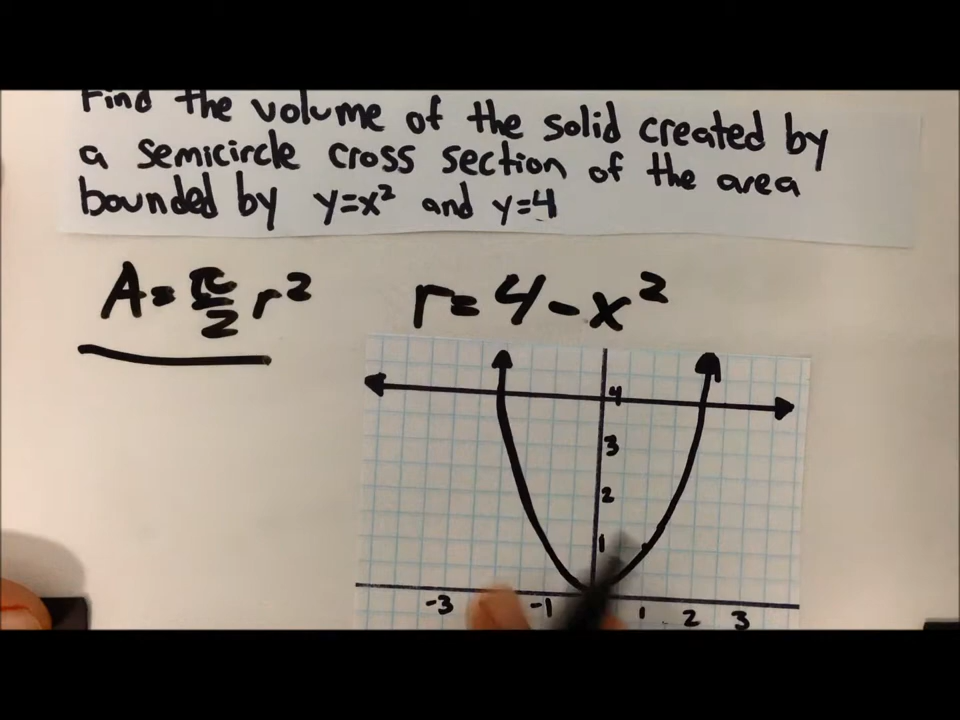 Find the volume of the solid created by
a semicircle cross section of the area
bounded by y=x² and y=4
A=π/2 r² r=4-x²
4
3
2
1
-3 -1 1 2 3